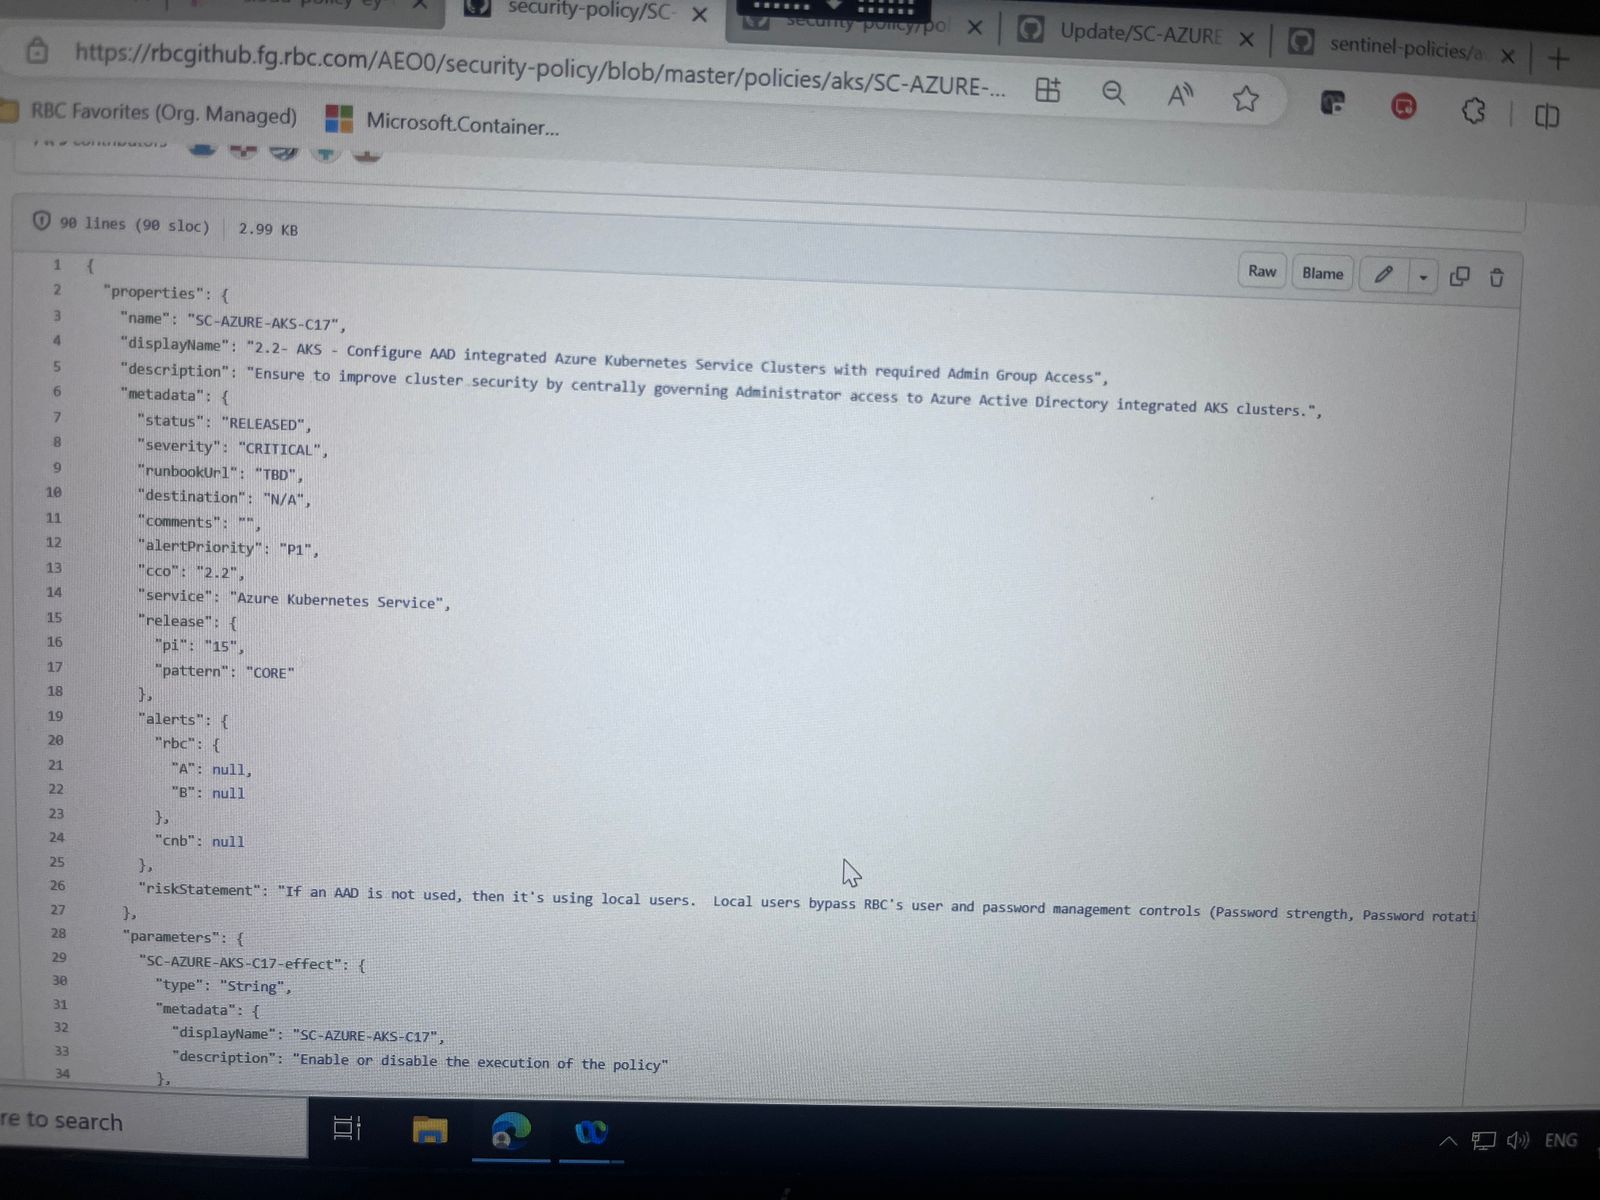 security-policy/SC-
security-policy/po
Update/SC-AZURE
sentinel-policies/a
https://rbcgithub.fg.rbc.com/AEO0/security-policy/blob/master/policies/aks/SC-AZURE-...
RBC Favorites (Org. Managed)
Microsoft.Container...
contributors
90 lines (90 sloc)
2.99 KB
Raw
Blame
1 {
2 "properties": {
3 "name": "SC-AZURE-AKS-C17",
4 "displayName": "2.2- AKS - Configure AAD integrated Azure Kubernetes Service Clusters with required Admin Group Access",
5 "description": "Ensure to improve cluster security by centrally governing Administrator access to Azure Active Directory integrated AKS clusters.",
6 "metadata": {
7 "status": "RELEASED",
8 "severity": "CRITICAL",
9 "runbookUrl": "TBD",
10 "destination": "N/A",
11 "comments": "",
12 "alertPriority": "P1",
13 "cco": "2.2",
14 "service": "Azure Kubernetes Service",
15 "release": {
16 "pi": "15",
17 "pattern": "CORE"
18 },
19 "alerts": {
20 "rbc": {
21 "A": null,
22 "B": null
23 },
24 "cnb": null
25 },
26 "riskStatement": "If an AAD is not used, then it's using local users.  Local users bypass RBC's user and password management controls (Password strength, Password rotati
27 },
28 "parameters": {
29 "SC-AZURE-AKS-C17-effect": {
30 "type": "String",
31 "metadata": {
32 "displayName": "SC-AZURE-AKS-C17",
33 "description": "Enable or disable the execution of the policy"
34 },
re to search
ENG